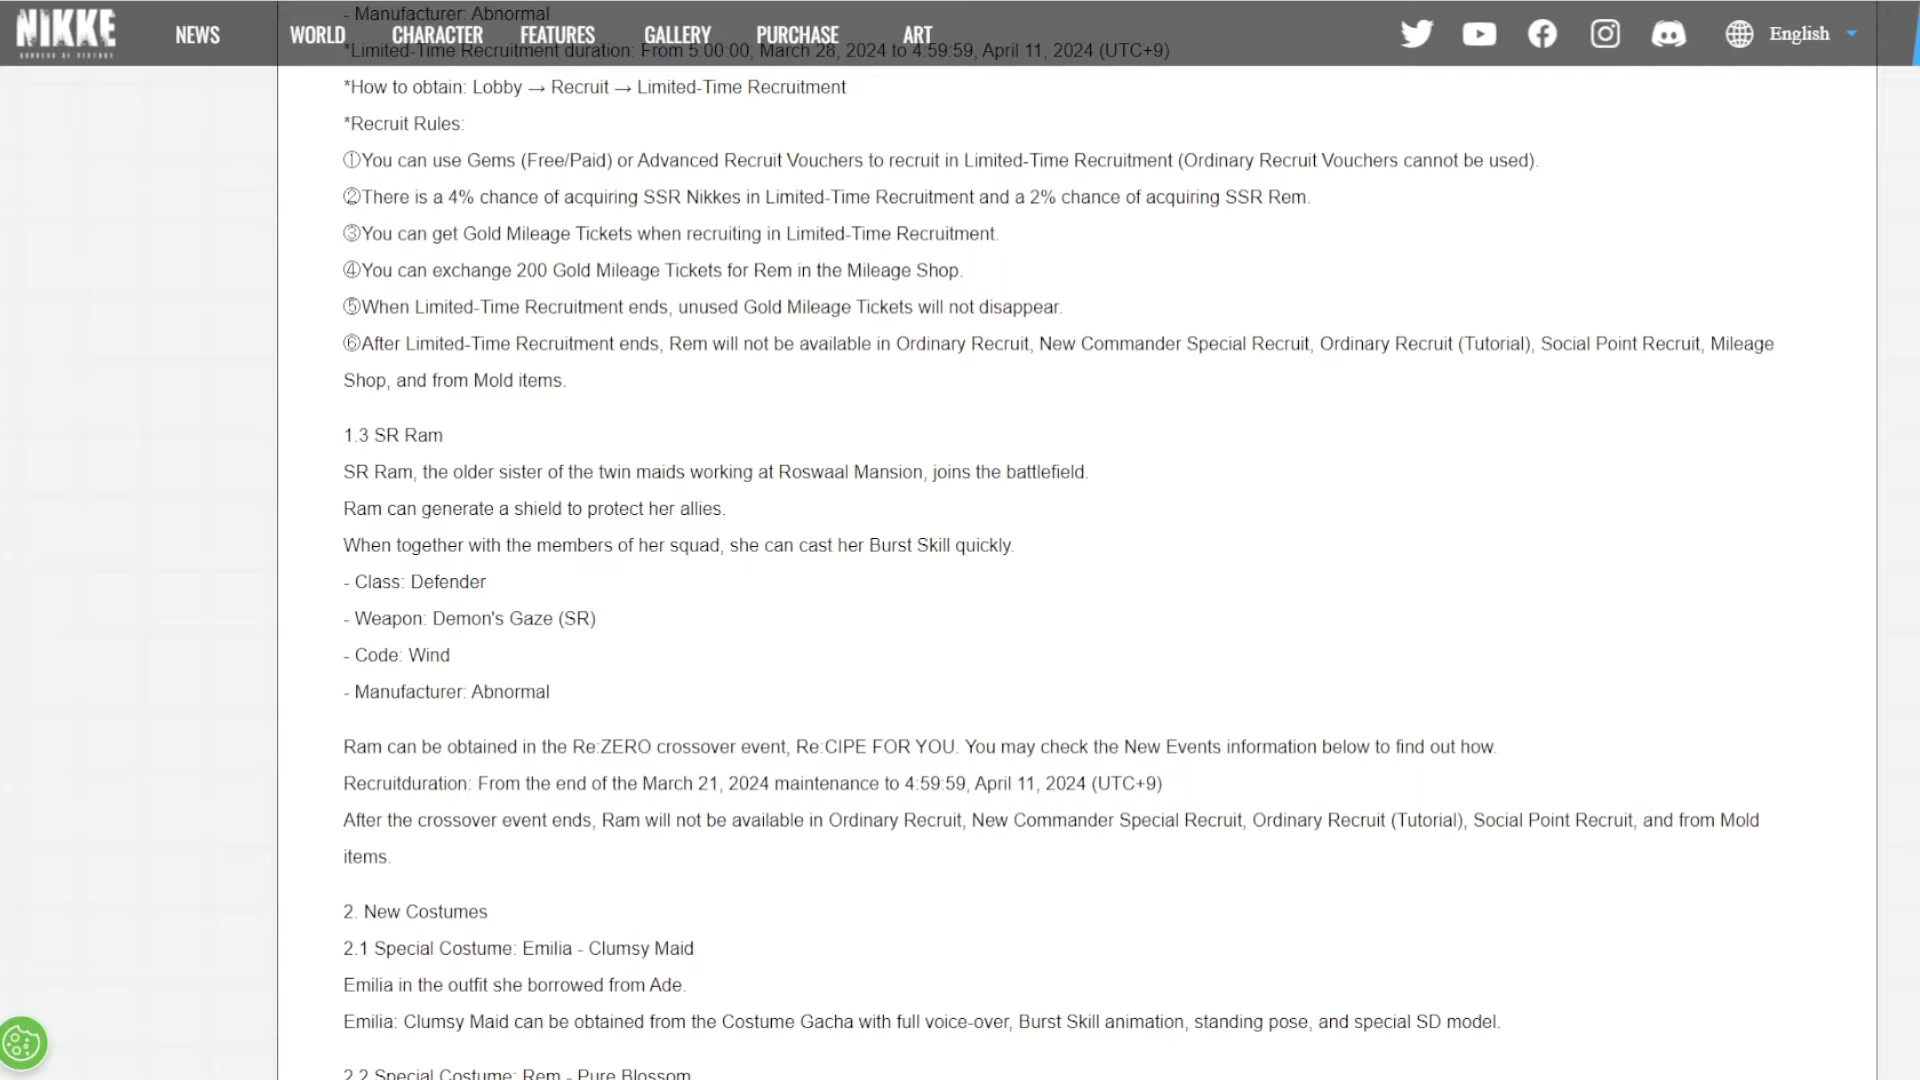 - Manufacturer: Abnormal
NIKKE
GODDESS OF VICTORY
NEWS
WORLD
CHARACTER
FEATURES
GALLERY
PURCHASE
ART
English
*Limited-Time Recruitment duration: From 5:00:00, March 28, 2024 to 4:59:59, April 11, 2024 (UTC+9)
*How to obtain: Lobby → Recruit → Limited-Time Recruitment
*Recruit Rules:
①You can use Gems (Free/Paid) or Advanced Recruit Vouchers to recruit in Limited-Time Recruitment (Ordinary Recruit Vouchers cannot be used).
②There is a 4% chance of acquiring SSR Nikkes in Limited-Time Recruitment and a 2% chance of acquiring SSR Rem.
③You can get Gold Mileage Tickets when recruiting in Limited-Time Recruitment.
④You can exchange 200 Gold Mileage Tickets for Rem in the Mileage Shop.
⑤When Limited-Time Recruitment ends, unused Gold Mileage Tickets will not disappear.
⑥After Limited-Time Recruitment ends, Rem will not be available in Ordinary Recruit, New Commander Special Recruit, Ordinary Recruit (Tutorial), Social Point Recruit, Mileage
Shop, and from Mold items.
1.3 SR Ram
SR Ram, the older sister of the twin maids working at Roswaal Mansion, joins the battlefield.
Ram can generate a shield to protect her allies.
When together with the members of her squad, she can cast her Burst Skill quickly.
- Class: Defender
- Weapon: Demon's Gaze (SR)
- Code: Wind
- Manufacturer: Abnormal
Ram can be obtained in the Re:ZERO crossover event, Re:CIPE FOR YOU. You may check the New Events information below to find out how.
Recruitduration: From the end of the March 21, 2024 maintenance to 4:59:59, April 11, 2024 (UTC+9)
After the crossover event ends, Ram will not be available in Ordinary Recruit, New Commander Special Recruit, Ordinary Recruit (Tutorial), Social Point Recruit, and from Mold
items.
2. New Costumes
2.1 Special Costume: Emilia - Clumsy Maid
Emilia in the outfit she borrowed from Ade.
Emilia: Clumsy Maid can be obtained from the Costume Gacha with full voice-over, Burst Skill animation, standing pose, and special SD model.
2.2 Special Costume: Rem - Pure Blossom